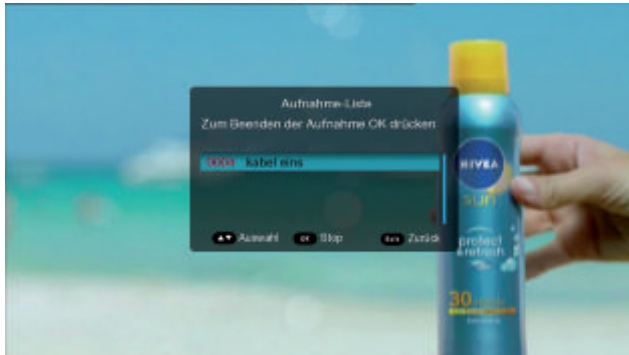 Aufnahme-Liste
Zum Beenden der Aufnahme OK drücken
0004 kabel eins
Auswahl
OK Stop
Exit Zurück
NIVEA
sun
protect
& refresh
30